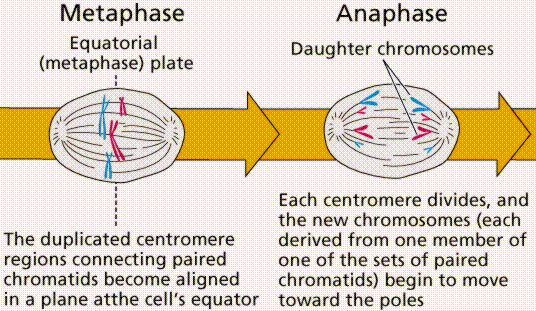 Metaphase
Equatorial
(metaphase) plate
The duplicated centromere
regions connecting paired
chromatids become aligned
in a plane atthe cell's equator
Anaphase
Daughter chromosomes
Each centromere divides, and
the new chromosomes (each
derived from one member of
one of the sets of paired
chromatids) begin to move
toward the poles